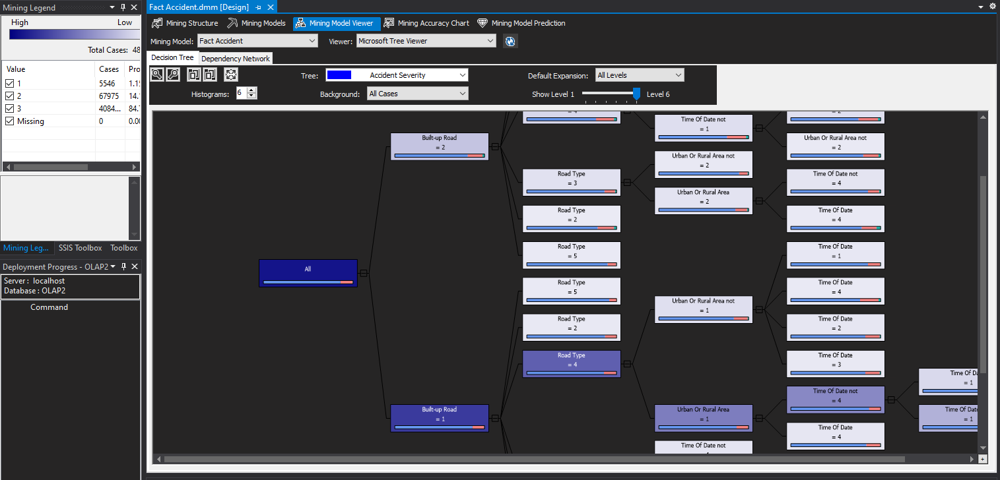 Mining Legend
High Low
Total Cases: 48
Value Cases Pro
1 5546 1.15
2 67975 14.
3 4084... 84.
Missing 0 0.00
Mining Leg... SSIS Toolbox Toolbox
Deployment Progress - OLAP2
Server : localhost
Database : OLAP2
Command
Fact Accident.dmm [Design]
Mining Structure Mining Models Mining Model Viewer Mining Accuracy Chart Mining Model Prediction
Mining Model: Fact Accident Viewer: Microsoft Tree Viewer
Decision Tree Dependency Network
Tree: Accident Severity Default Expansion: All Levels
Histograms: 6 Background: All Cases Show Level 1 Level 6
All
Built-up Road
= 2
Built-up Road
= 1
= 4
Road Type
= 3
Road Type
= 2
Road Type
= 5
Road Type
= 5
Road Type
= 2
Road Type
= 4
Time Of Date not
= 1
Urban Or Rural Area not
= 2
Urban Or Rural Area
= 2
Urban Or Rural Area not
= 1
Urban Or Rural Area
= 1
Time Of Date not
= 2
Urban Or Rural Area not
= 2
Time Of Date not
= 4
Time Of Date
= 4
Time Of Date
= 1
Time Of Date
= 4
Time Of Date
= 2
Time Of Date
= 3
Time Of Date not
= 4
Time Of Date
= 4
Time Of Da
= 1
Time Of Dat
= 1